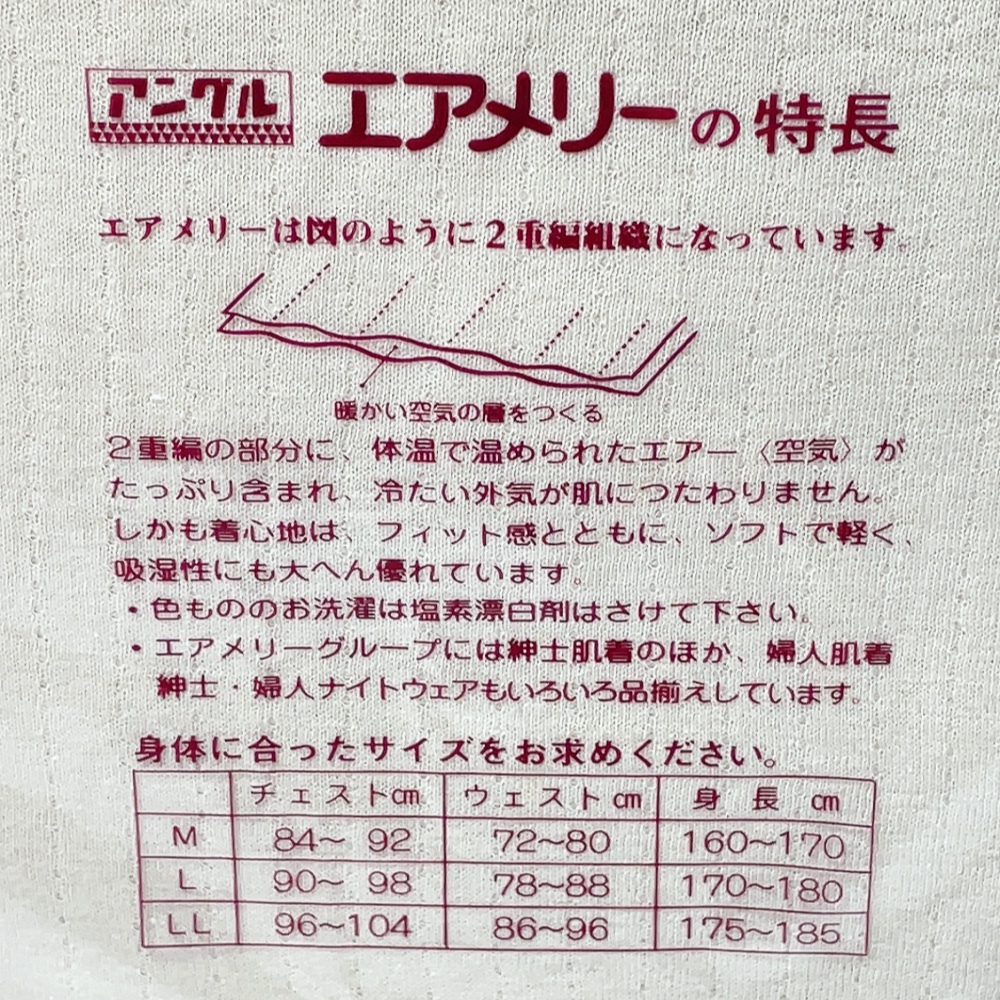 アングル エアメリーの特長
エアメリーは図のように2重編組織になっています。
暖かい空気の層をつくる
2重編の部分に、体温で温められたエアー〈空気〉が
たっぷり含まれ、冷たい外気が肌につたわりません。
しかも着心地は、フィット感とともに、ソフトで軽く、
吸湿性にも大へん優れています。
・色もののお洗濯は塩素漂白剤はさけて下さい。
・エアメリーグループには紳士肌着のほか、婦人肌着
紳士・婦人ナイトウェアもいろいろ品揃えしています。
身体に合ったサイズをお求めください。
チェストcm ウェストcm 身長 cm
M 84〜92 72〜80 160〜170
L 90〜98 78〜88 170〜180
LL 96〜104 86〜96 175〜185